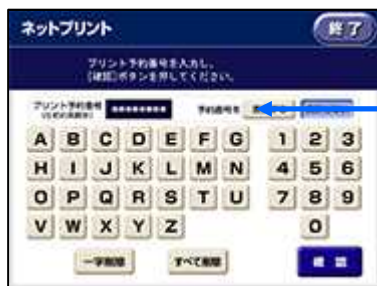 ネットプリント 終了
プリント予約番号を入力し、
【確認】ボタンを押してください。
プリント予約番号 ******** 予約番号を
A B C D E F G 1 2 3
H I J K L M N 4 5 6
O P Q R S T U 7 8 9
V W X Y Z 0
一字削除 すべて削除 確認